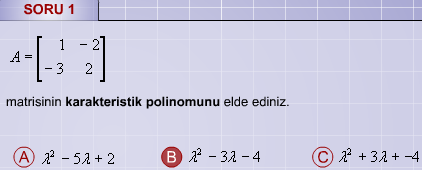 SORU 1
A = [ 1 − 2
− 3 2 ]
matrisinin karakteristik polinomunu elde ediniz.
A λ² − 5λ + 2 B λ² − 3λ − 4 C λ² + 3λ + −4